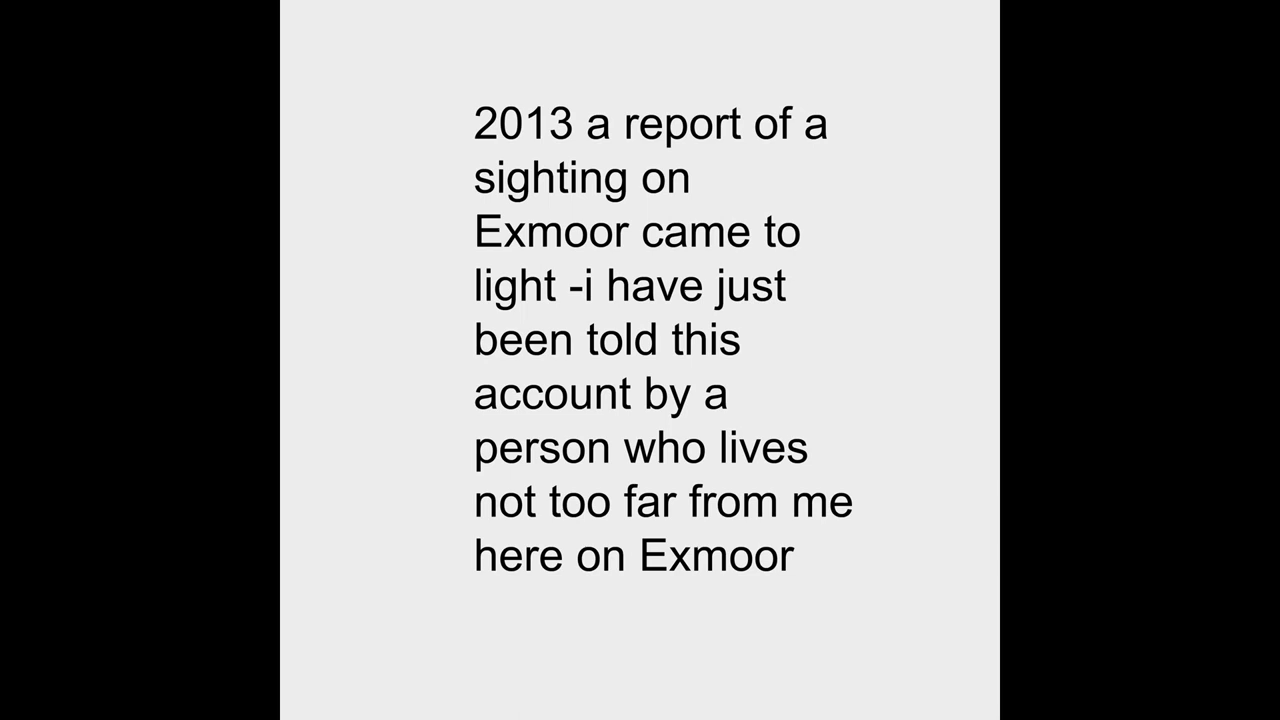 2013 a report of a
sighting on
Exmoor came to
light -i have just
been told this
account by a
person who lives
not too far from me
here on Exmoor